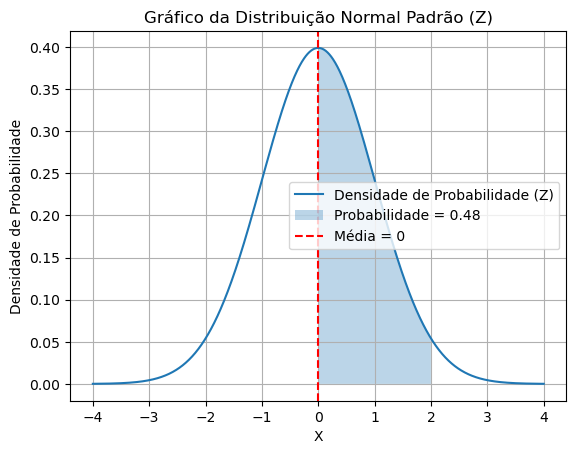 Gráfico da Distribuição Normal Padrão (Z)
Densidade de Probabilidade
0.40
0.35
0.30
0.25
0.20
0.15
0.10
0.05
0.00
Densidade de Probabilidade (Z)
Probabilidade = 0.48
Média = 0
−4 −3 −2 −1 0 1 2 3 4
X